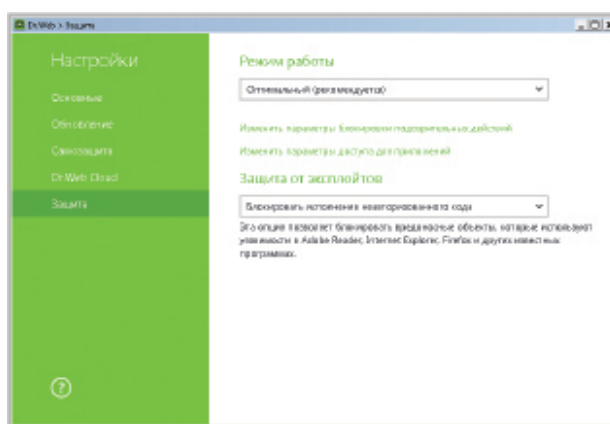 Dr.Web > Защита
Настройки
Основные
Обновление
Самозащита
Dr.Web Cloud
Защита
Режим работы
Оптимальный (рекомендуется)
Изменить параметры блокировки подозрительных действий
Изменить параметры доступа для приложений
Защита от эксплойтов
Блокировать исполнение неавторизованного кода
Эта опция позволяет блокировать вредоносные объекты, которые используют
уязвимости в Adobe Reader, Internet Explorer, Firefox и других известных
программах.
?